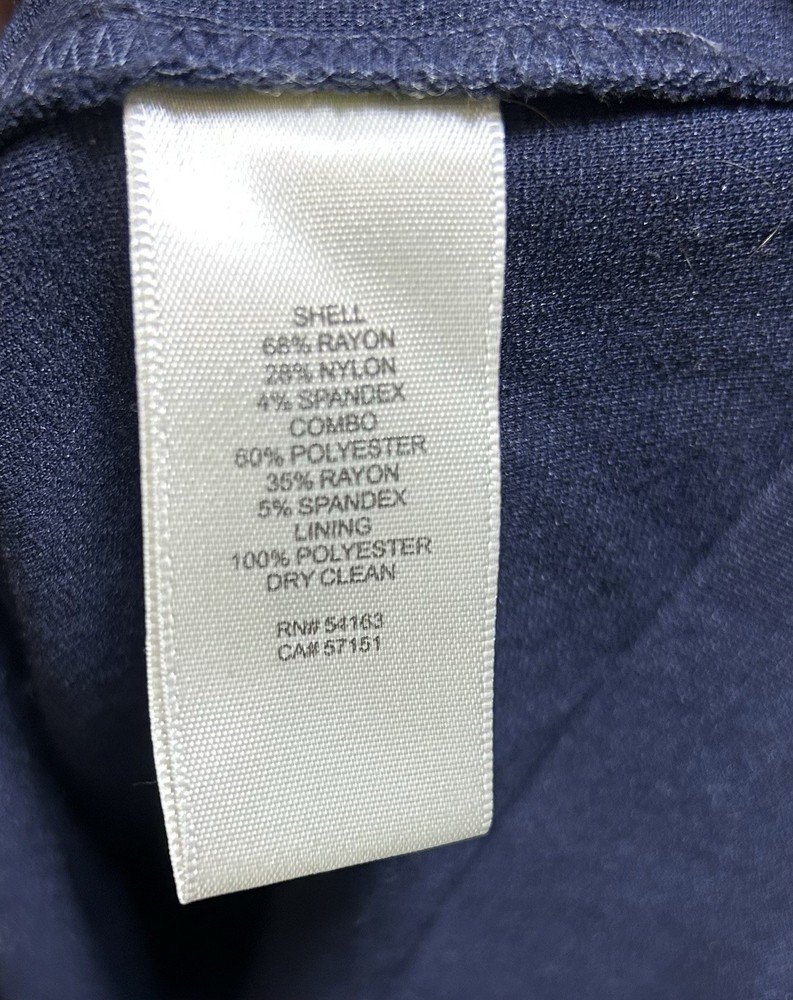 SHELL
68% RAYON
28% NYLON
4% SPANDEX
COMBO
60% POLYESTER
35% RAYON
5% SPANDEX
LINING
100% POLYESTER
DRY CLEAN
RN# 54163
CA# 57151